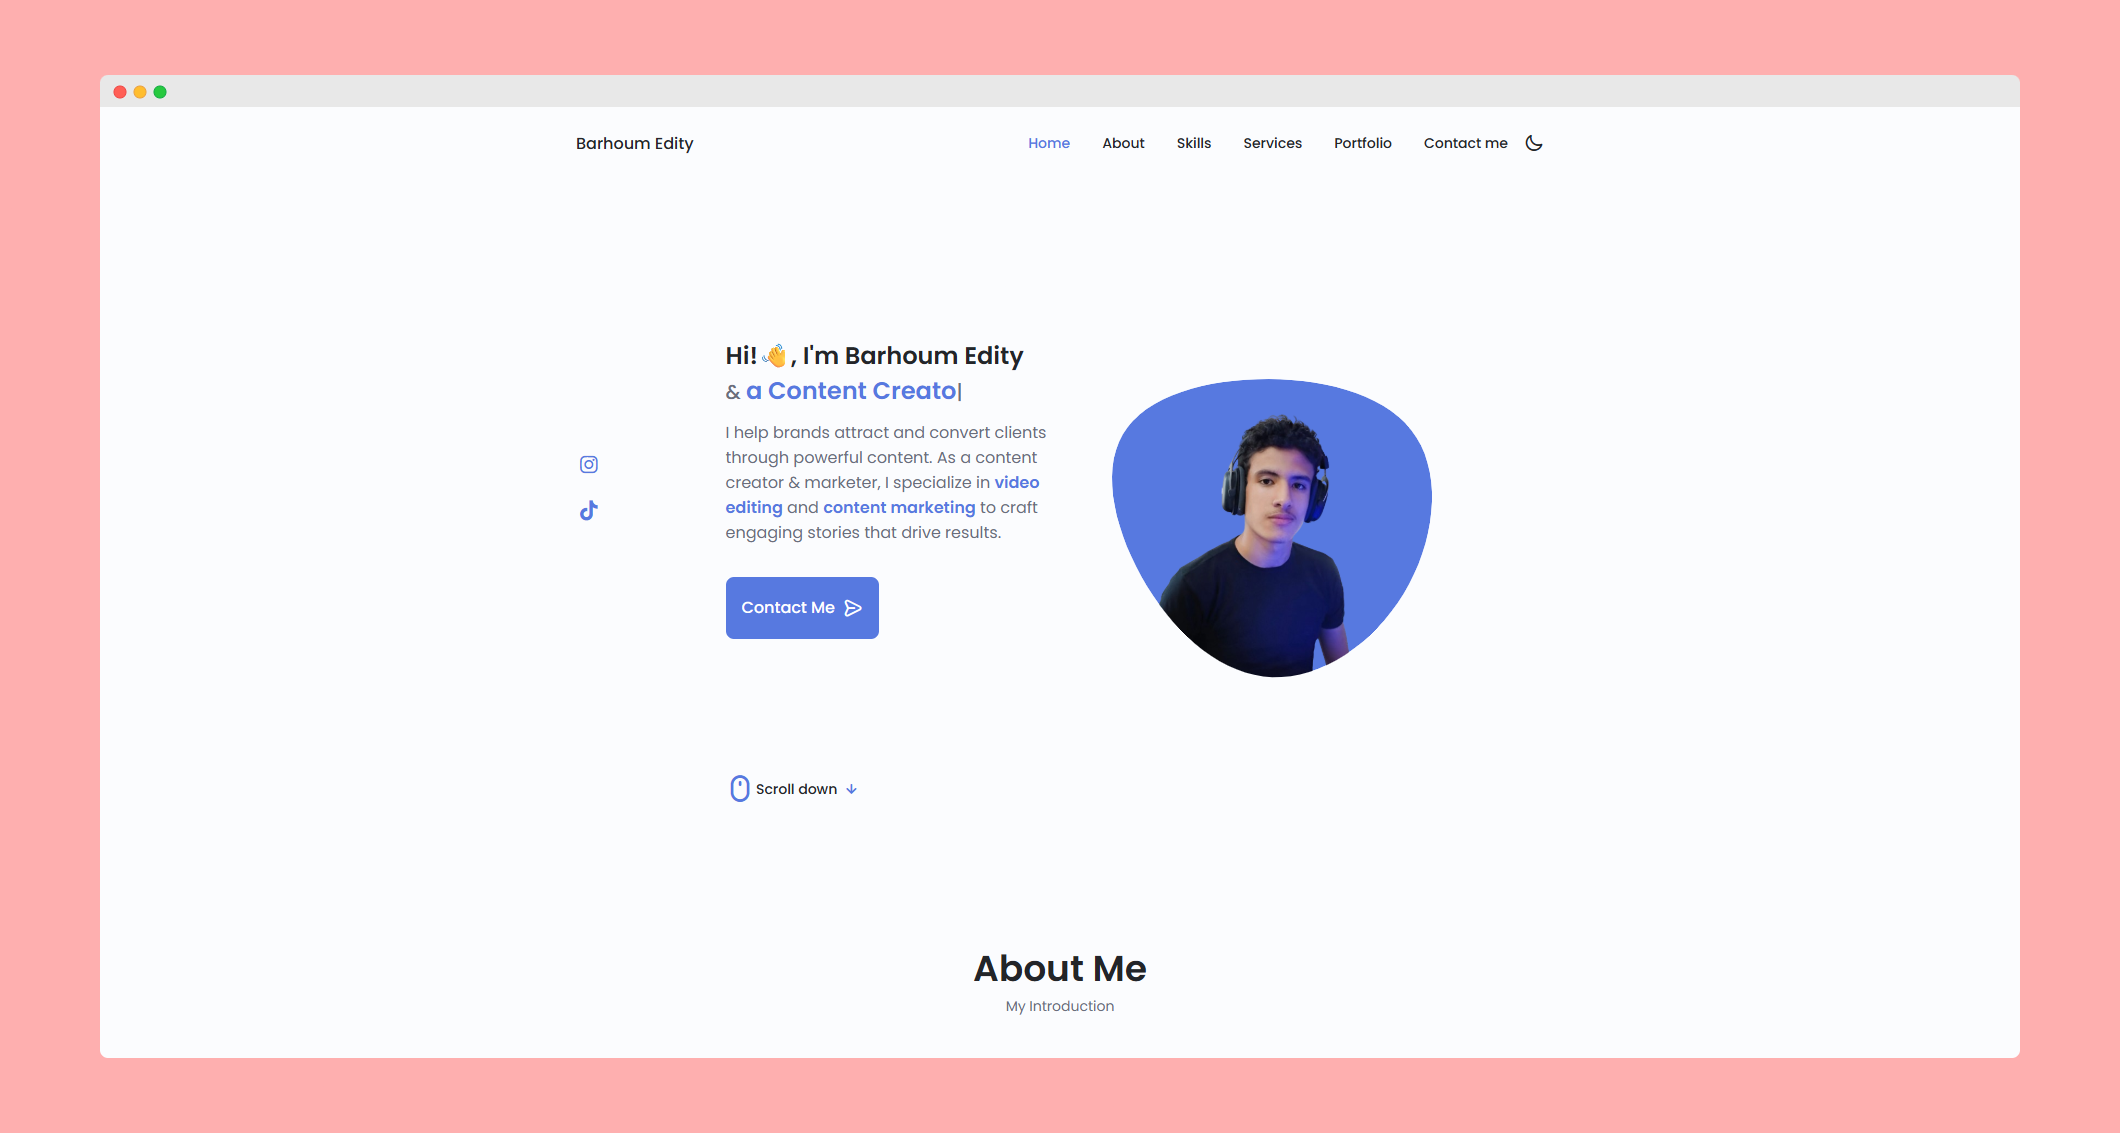 Barhoum Edity
Home About Skills Services Portfolio Contact me
Hi! 👋, I'm Barhoum Edity
& a Content Creato|
I help brands attract and convert clients
through powerful content. As a content
creator & marketer, I specialize in video
editing and content marketing to craft
engaging stories that drive results.
Contact Me
Scroll down
About Me
My Introduction